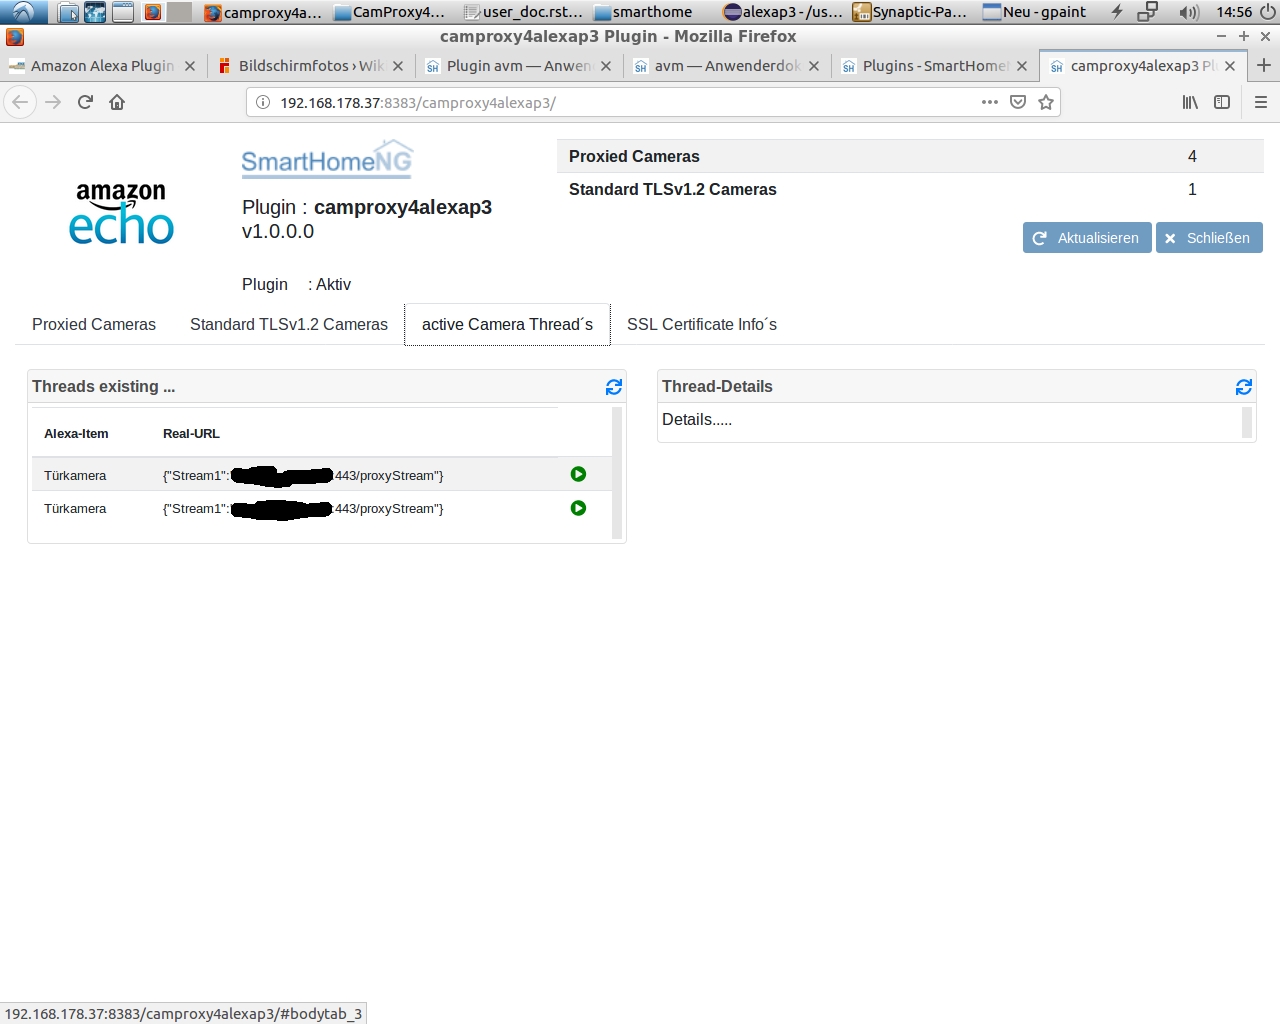 camproxy4a...
CamProxy4...
user_doc.rst...
smarthome
alexap3 - /us...
Synaptic-Pa...
Neu - gpaint
14:56
camproxy4alexap3 Plugin - Mozilla Firefox
Amazon Alexa Plugin
Bildschirmfotos › Wik
Plugin avm — Anwen
avm — Anwenderdok
Plugins - SmartHome
camproxy4alexap3 Pl
192.168.178.37:8383/camproxy4alexap3/
amazon
echo
SmartHomeNG
Plugin : camproxy4alexap3
v1.0.0.0
Plugin : Aktiv
Proxied Cameras 4
Standard TLSv1.2 Cameras 1
Aktualisieren
Schließen
Proxied Cameras
Standard TLSv1.2 Cameras
active Camera Thread´s
SSL Certificate Info´s
Threads existing ...
Alexa-Item Real-URL
Türkamera {"Stream1": :443/proxyStream"}
Türkamera {"Stream1": :443/proxyStream"}
Thread-Details
Details.....
192.168.178.37:8383/camproxy4alexap3/#bodytab_3